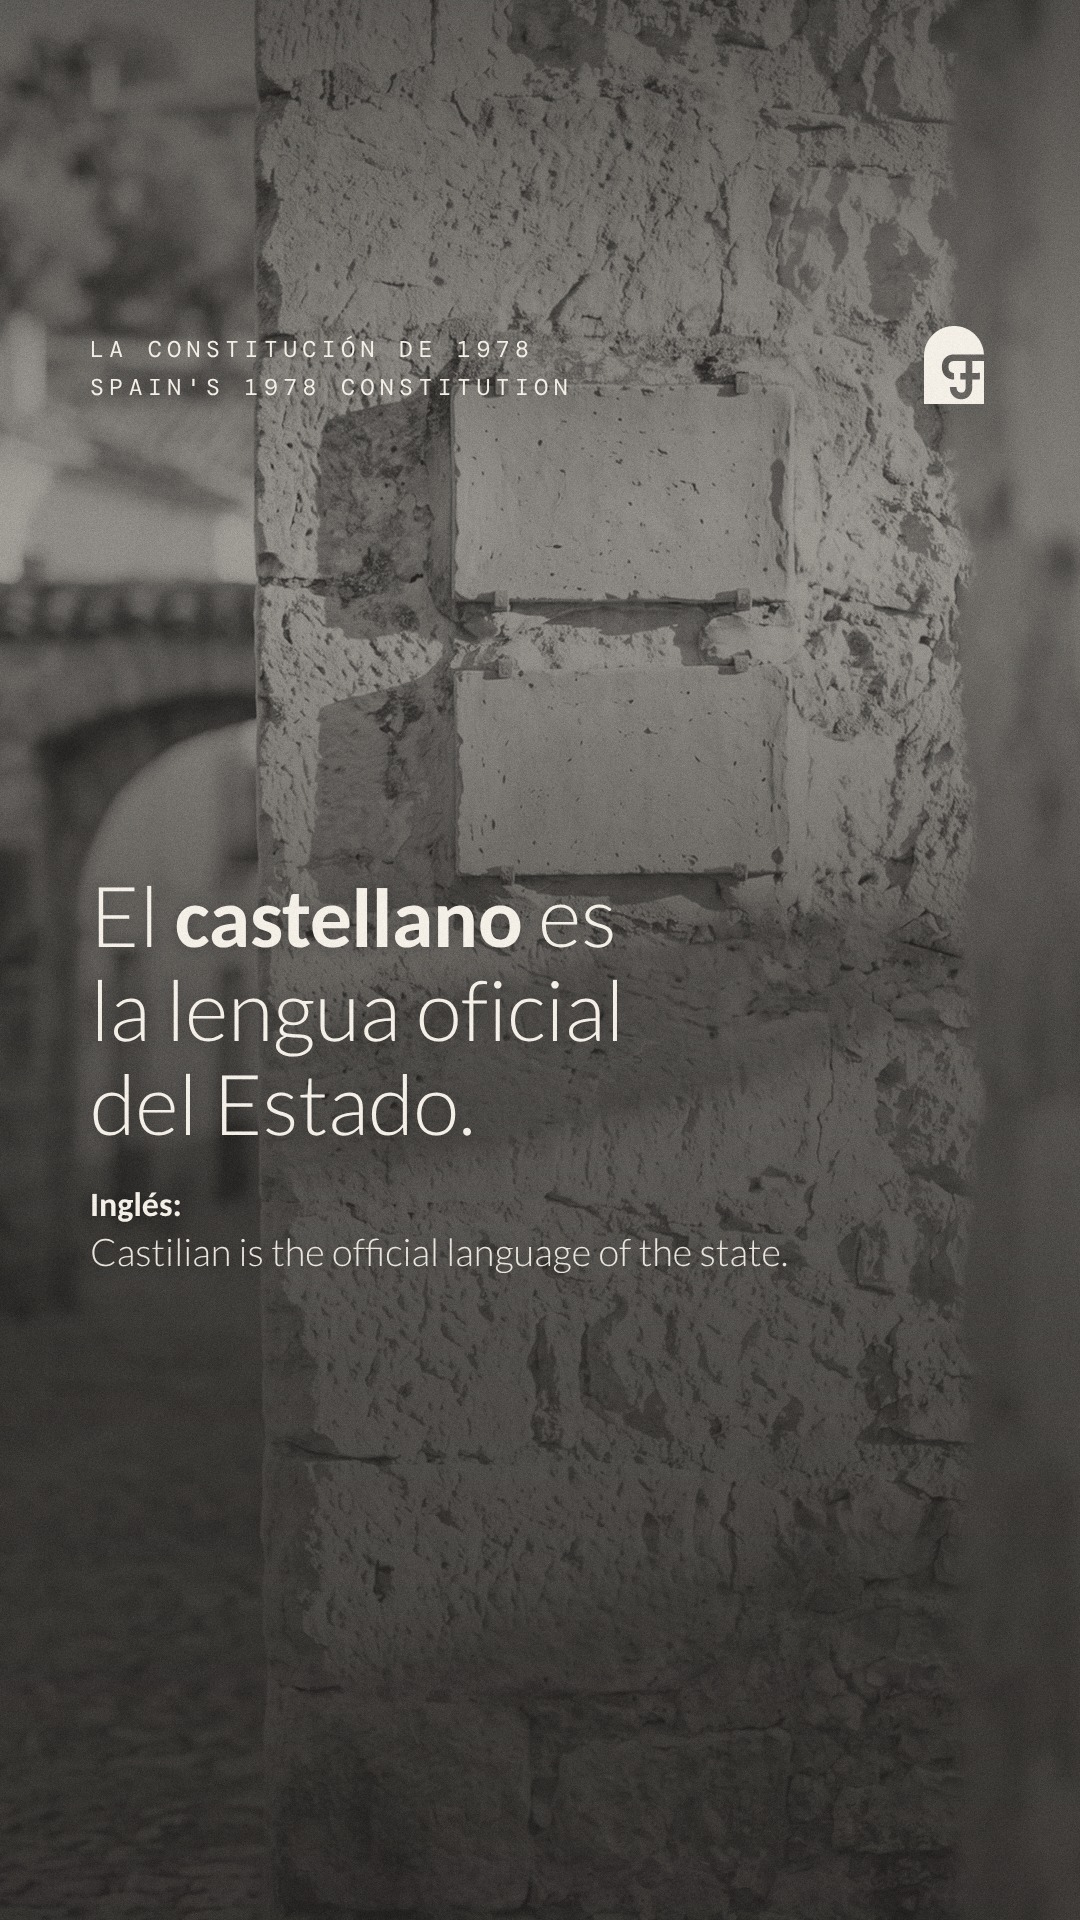 LA CONSTITUCIÓN DE 1978
SPAIN'S 1978 CONSTITUTION
El castellano es
la lengua oficial
del Estado.
Inglés:
Castilian is the official language of the state.